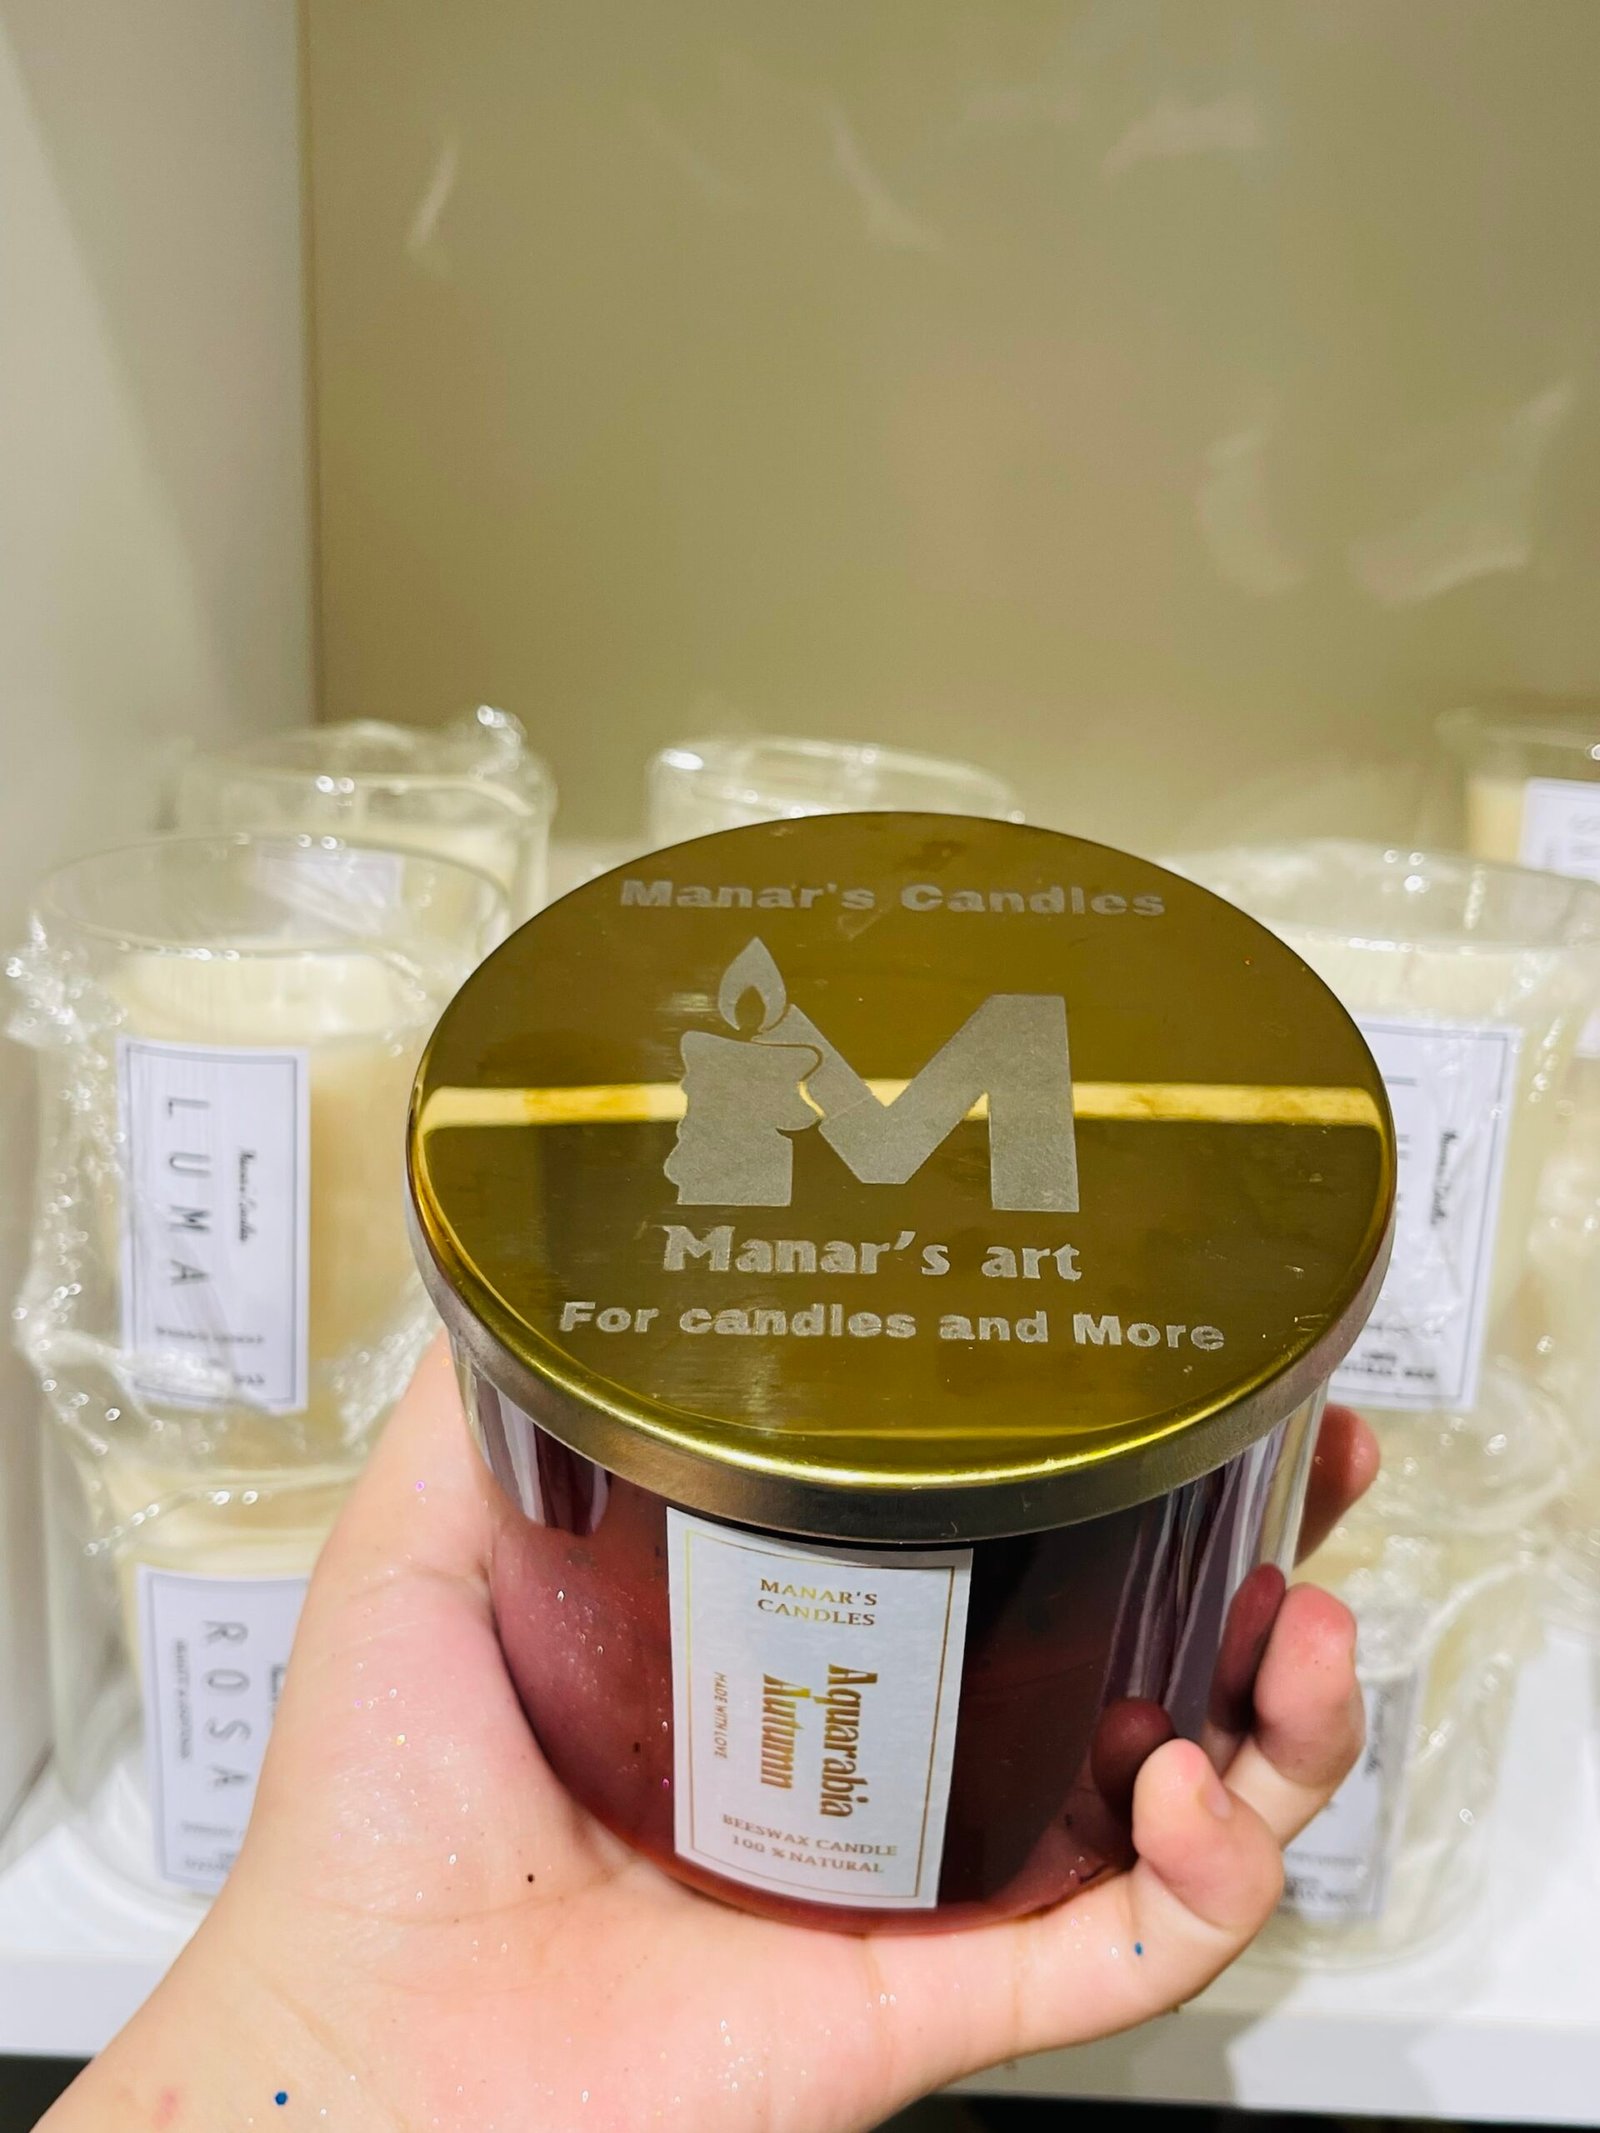 Manar's Candles
Manar's art
For candles and More
MANAR'S
CANDLES
Aquarabia
Autumn
MADE WITH LOVE
BEESWAX CANDLE
100 % NATURAL
LUMA
ROSA